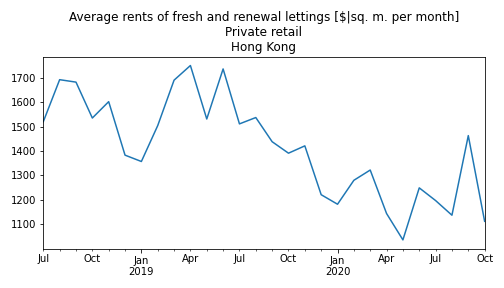 Average rents of fresh and renewal lettings [$|sq. m. per month]
Private retail
Hong Kong
1700
1600
1500
1400
1300
1200
1100
Jul Oct Jan Apr Jul Oct Jan Apr Jul Oct
2019 2020